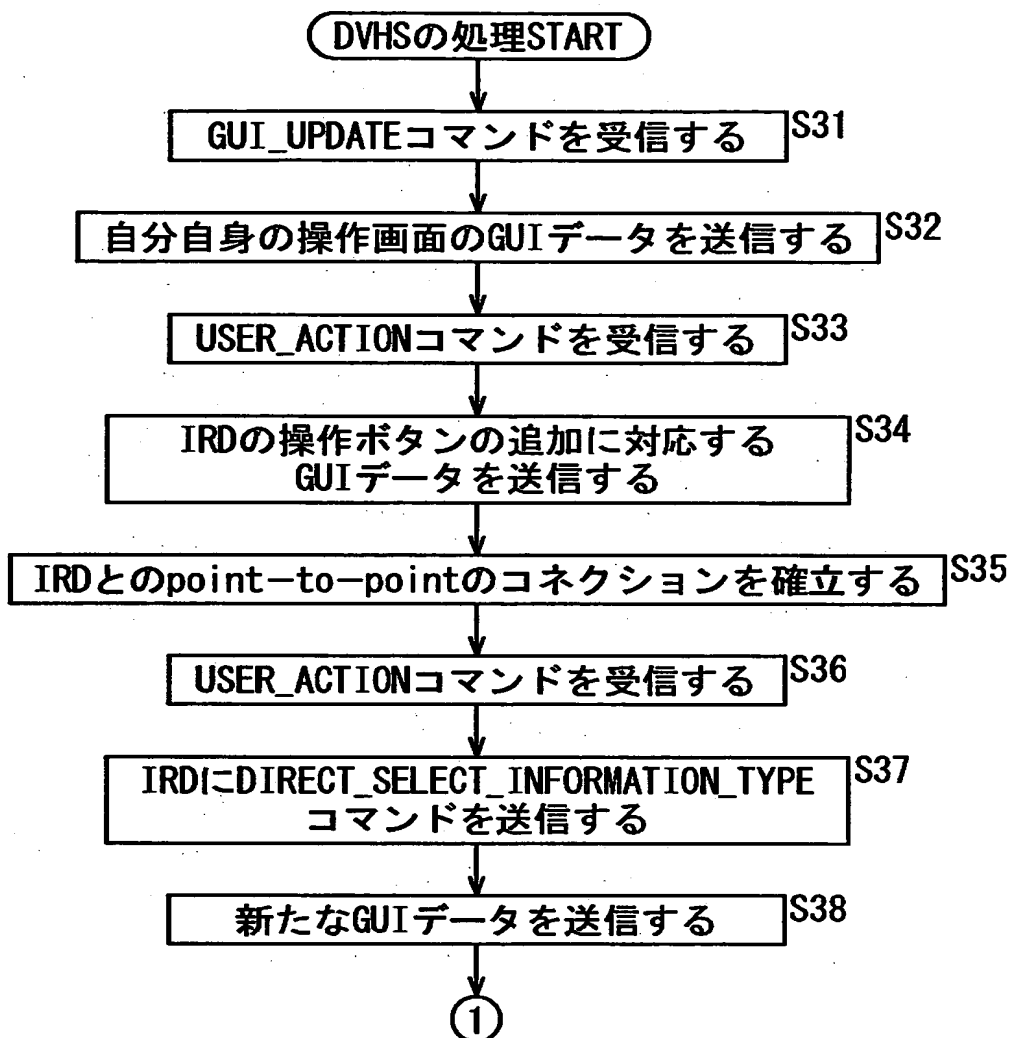 DVHSの処理START
GUI_UPDATEコマンドを受信する
S31
自分自身の操作画面のGUIデータを送信する
S32
USER_ACTIONコマンドを受信する
S33
IRDの操作ボタンの追加に対応する
GUIデータを送信する
S34
IRDとのpoint-to-pointのコネクションを確立する
S35
USER_ACTIONコマンドを受信する
S36
IRDにDIRECT_SELECT_INFORMATION_TYPE
コマンドを送信する
S37
新たなGUIデータを送信する
S38
1